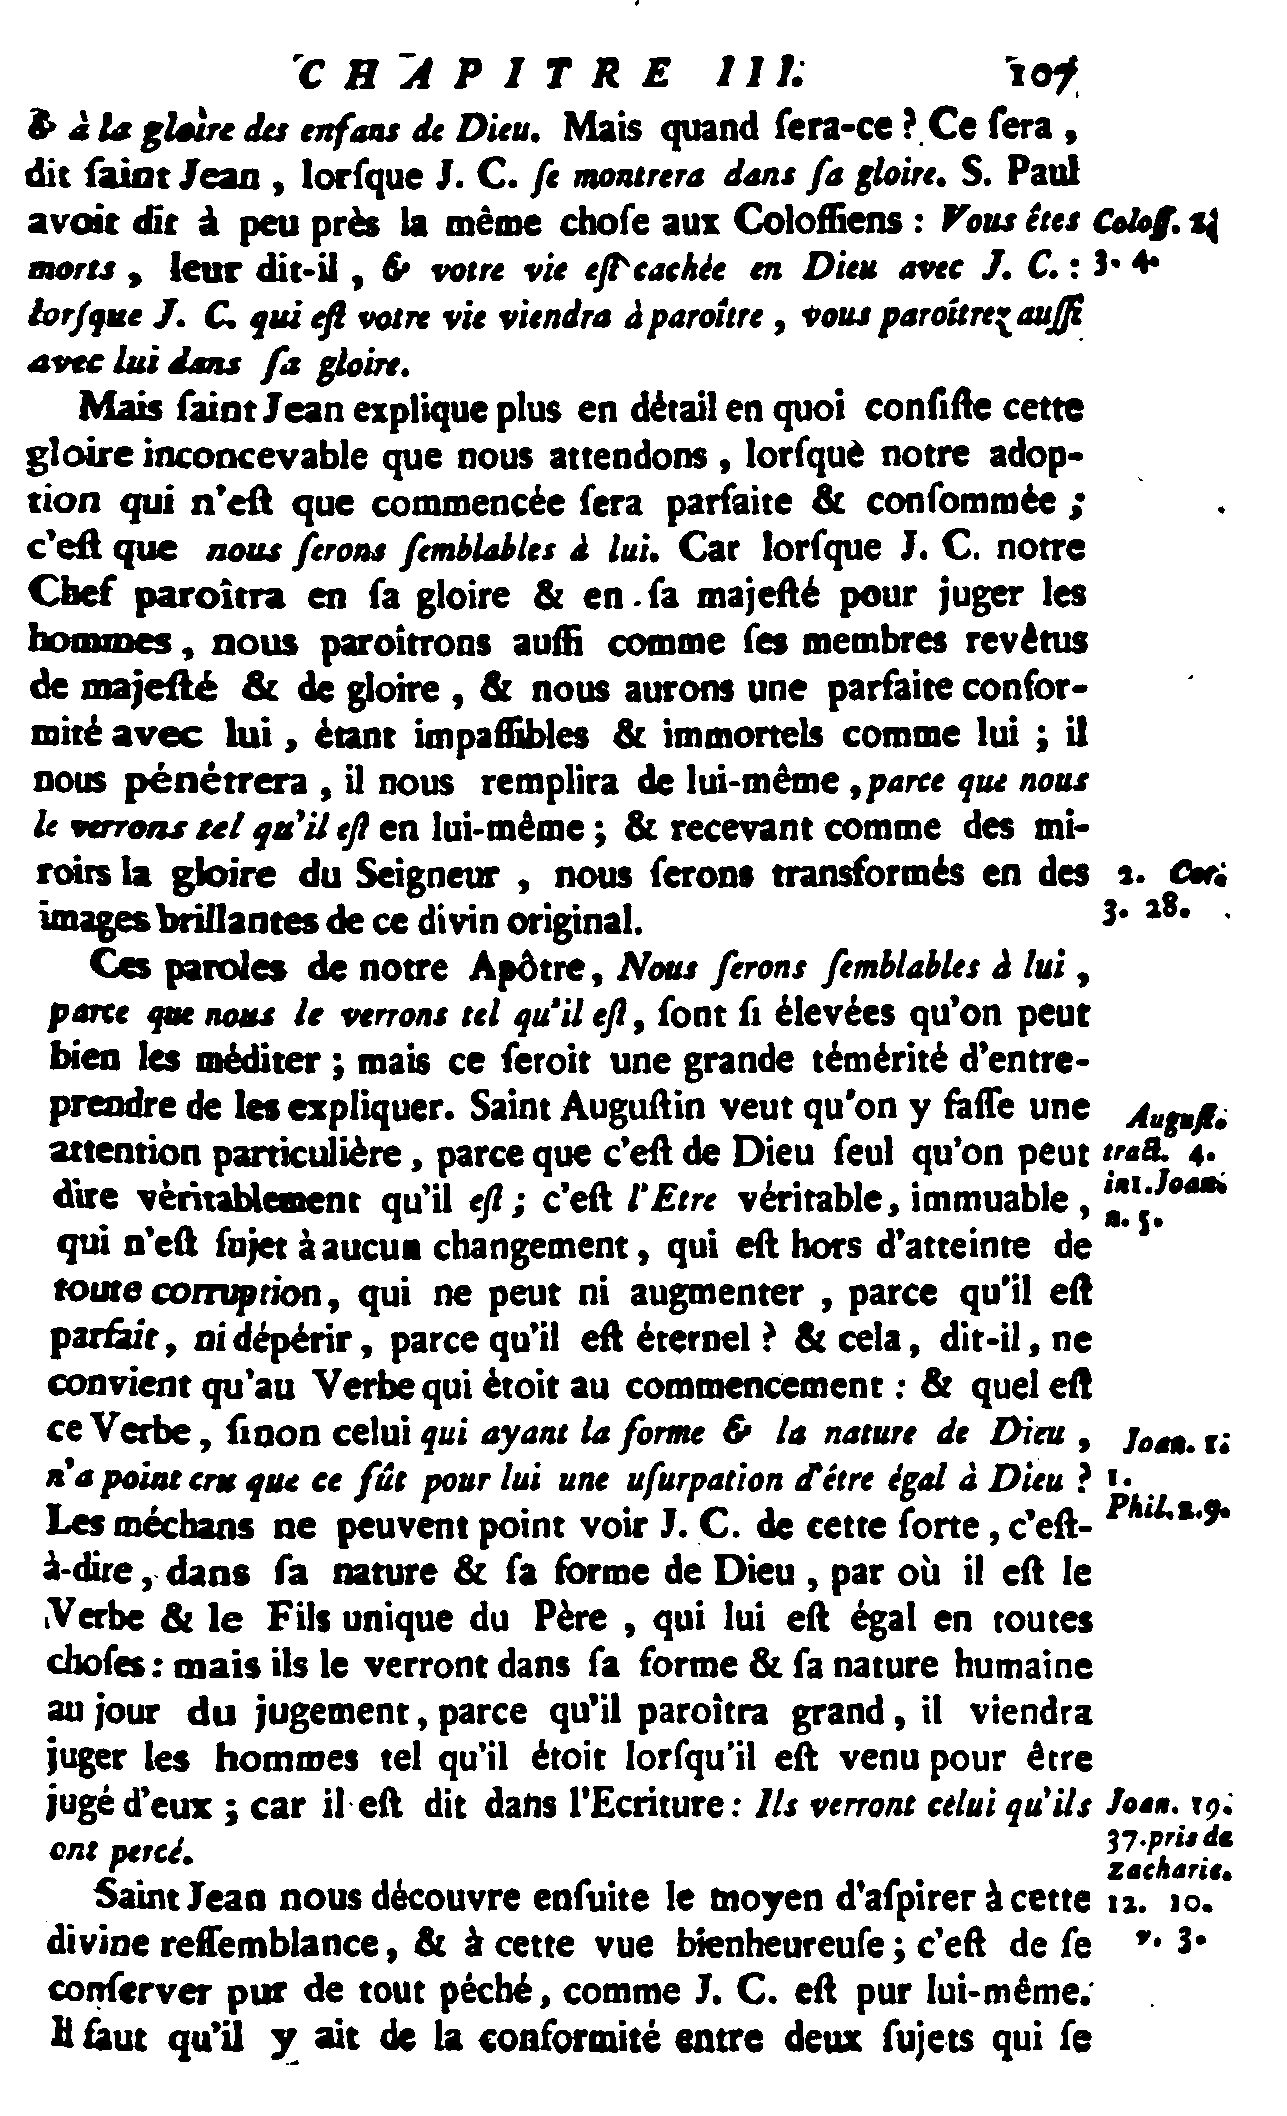 CHAPITRE III.
& à la gloire des enfans de Dieu. Mais quand ſera-ce ? Ce ſera ,
dit ſaint Jean , lorſque J. C. ſe montrera dans ſa gloire. S. Paul
avoit dit à peu près la même choſe aux Coloſſiens : Vous êtes
Coloſſ.
morts , leur dit-il , & votre vie eſt cachée en Dieu avec J. C. :
3. 4.
lorſque J. C. qui eſt votre vie viendra à paroître , vous paroîtrez auſſi
avec lui dans ſa gloire.
Mais ſaint Jean explique plus en détail en quoi conſiſte cette
gloire inconcevable que nous attendons , lorſquè notre adop-
tion qui n'eſt que commencée ſera parfaite & conſommée ;
c'eſt que nous ſerons ſemblables à lui. Car lorſque J. C. notre
Chef paroîtra en ſa gloire & en ſa majeſté pour juger les
hommes , nous paroîtrons auſſi comme ſes membres revêtus
de majeſté & de gloire , & nous aurons une parfaite confor-
mité avec lui , étant impaſſibles & immortels comme lui ; il
nous pénétrera , il nous remplira de lui-même , parce que nous
le verrons tel qu'il eſt en lui-même ; & recevant comme des mi-
roirs la gloire du Seigneur , nous ſerons transformés en des
2. Cor.
images brillantes de ce divin original.
3. 28.
Ces paroles de notre Apôtre, Nous ſerons ſemblables à lui ,
parce que nous le verrons tel qu'il eſt, ſont ſi élevées qu'on peut
bien les méditer ; mais ce ſeroit une grande témérité d'entre-
prendre de les expliquer. Saint Auguſtin veut qu'on y faſſe une
Auguſt.
attention particulière , parce que c'eſt de Dieu ſeul qu'on peut
tract. 4.
dire vèritablement qu'il eſt ; c'eſt l'Etre véritable, immuable ,
in 1. Joan.
qui n'eſt ſujet à aucun changement , qui eſt hors d'atteinte de
n. 5.
toute corruption, qui ne peut ni augmenter , parce qu'il eſt
parfait, ni dépérir, parce qu'il eſt éternel ? & cela, dit-il, ne
convient qu'au Verbe qui étoit au commencement : & quel eſt
ce Verbe, ſinon celui qui ayant la forme & la nature de Dieu ,
Joan. 1.
n'a point cru que ce fût pour lui une uſurpation d'être égal à Dieu ?
1.
Les méchans ne peuvent point voir J. C. de cette ſorte, c'eſt-
Phil. 2. 9.
à-dire, dans ſa nature & ſa forme de Dieu , par où il eſt le
Verbe & le Fils unique du Père , qui lui eſt égal en toutes
choſes : mais ils le verront dans ſa forme & ſa nature humaine
au jour du jugement, parce qu'il paroîtra grand, il viendra
juger les hommes tel qu'il étoit lorſqu'il eſt venu pour être
jugé d'eux ; car il eſt dit dans l'Ecriture : Ils verront celui qu'ils
Joan. 19.
ont percé.
37. pris de
Zacharie.
Saint Jean nous découvre enſuite le moyen d'aſpirer à cette
12. 10.
divine reſſemblance, & à cette vue bienheureuſe ; c'eſt de ſe
v. 3.
conſerver pur de tout péché, comme J. C. eſt pur lui-même.
Il faut qu'il y ait de la conformité entre deux ſujets qui ſe